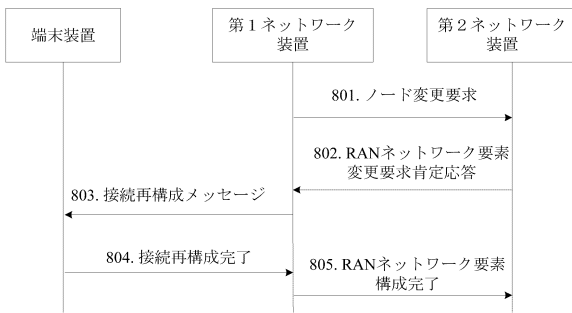 端末装置
第１ネットワーク
装置
第２ネットワーク
装置
801. ノード変更要求
802. RANネットワーク要素
変更要求肯定応答
803. 接続再構成メッセージ
804. 接続再構成完了
805. RANネットワーク要素
構成完了